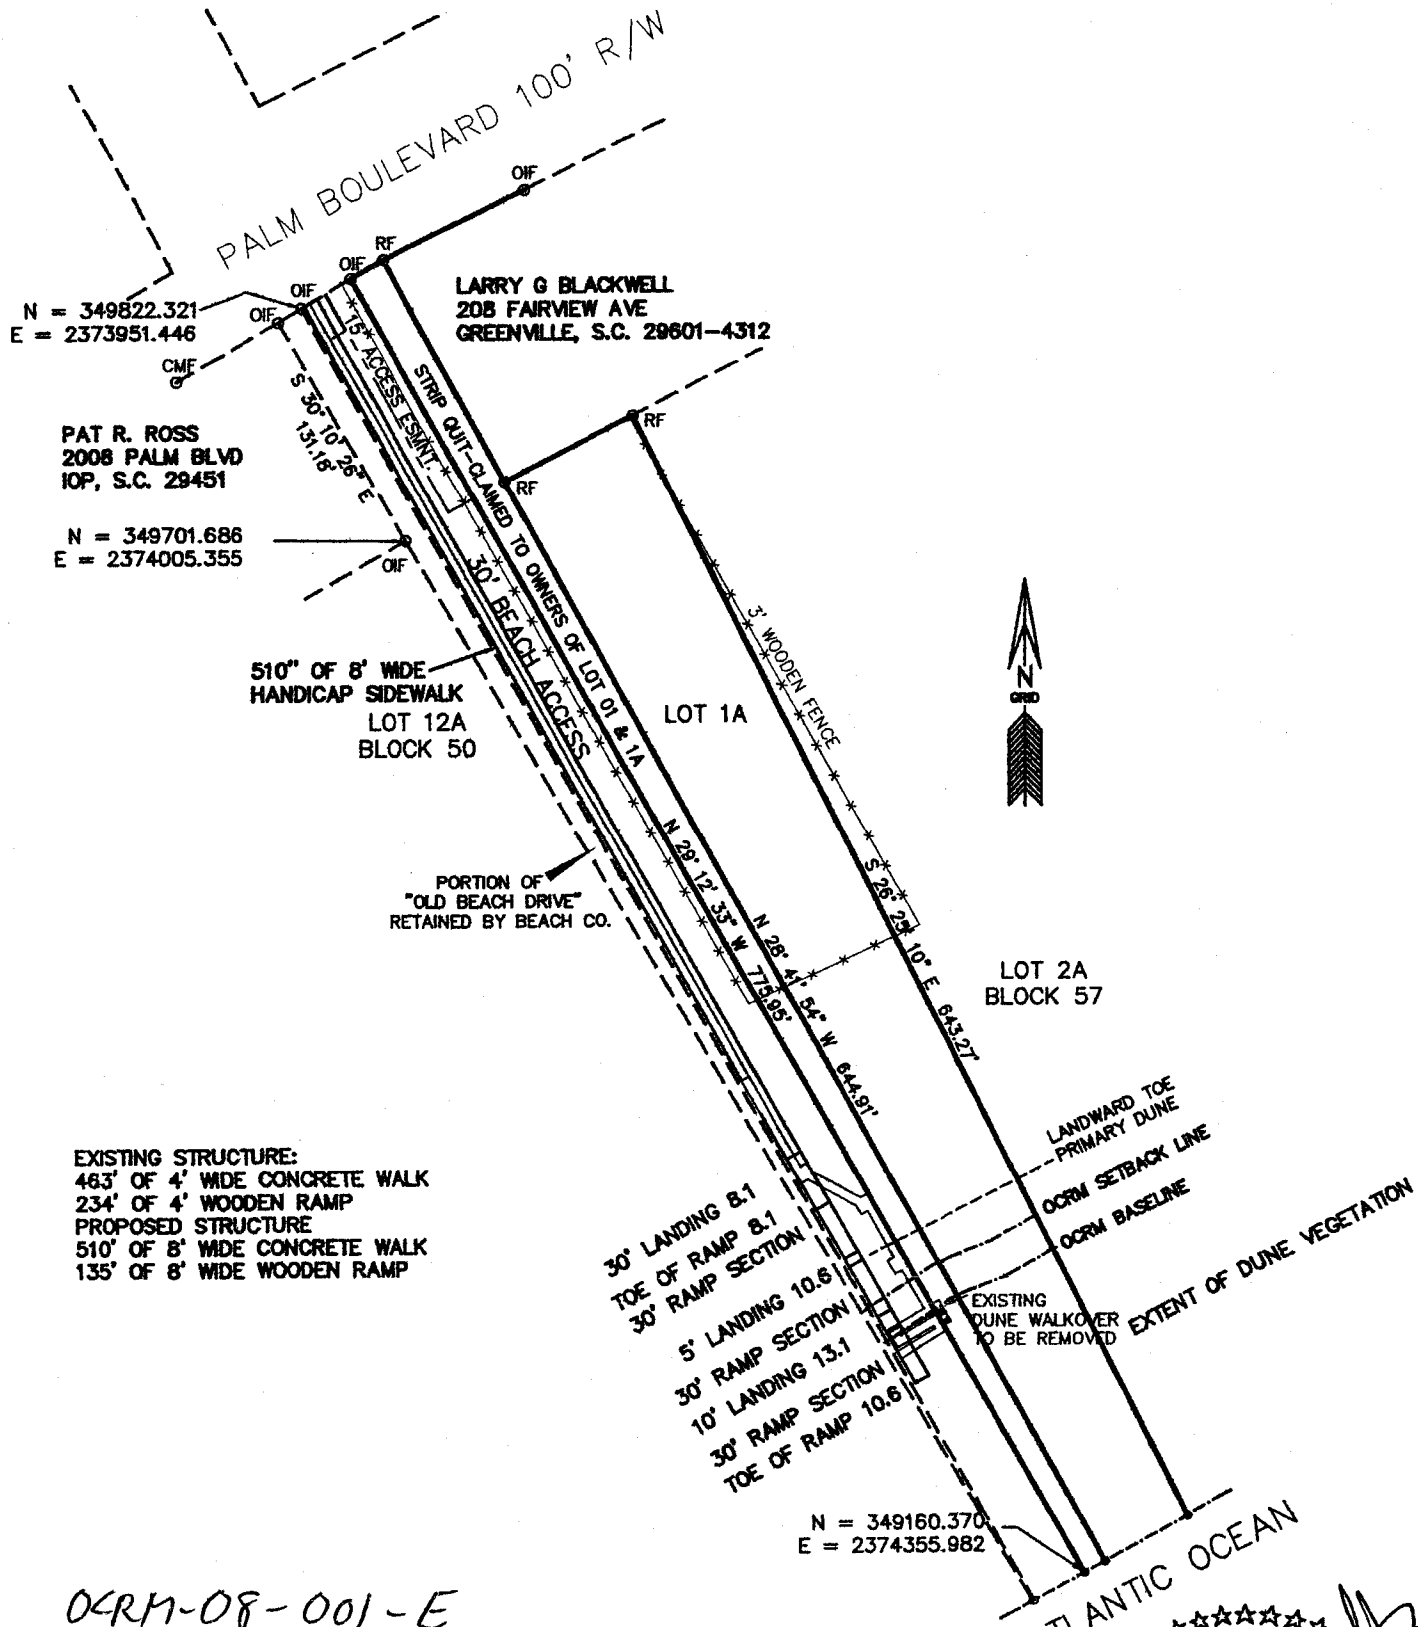 PALM BOULEVARD 100' R/W
OIF
RF
OIF
OIF
OIF
CMF
N = 349822.321
E = 2373951.446
LARRY G BLACKWELL
208 FAIRVIEW AVE
GREENVILLE, S.C. 29601-4312
15' ACCESS ESMNT.
STRIP QUIT-CLAIMED TO OWNERS OF LOT 01 & 1A
S 30° 10' 26" E
131.18'
RF
RF
PAT R. ROSS
2008 PALM BLVD
IOP, S.C. 29451
N = 349701.686
E = 2374005.355
OIF
30' BEACH ACCESS
3' WOODEN FENCE
N
GRID
510" OF 8' WIDE
HANDICAP SIDEWALK
LOT 12A
BLOCK 50
LOT 1A
PORTION OF
"OLD BEACH DRIVE"
RETAINED BY BEACH CO.
N 29° 12' 33" W 775.95'
N 28° 41' 54" W 644.91'
S 26° 25' 10" E 643.27'
LOT 2A
BLOCK 57
LANDWARD TOE
PRIMARY DUNE
OCRM SETBACK LINE
OCRM BASELINE
EXTENT OF DUNE VEGETATION
EXISTING STRUCTURE:
463' OF 4' WIDE CONCRETE WALK
234' OF 4' WOODEN RAMP
PROPOSED STRUCTURE
510' OF 8' WIDE CONCRETE WALK
135' OF 8' WIDE WOODEN RAMP
30' LANDING 8.1
TOE OF RAMP 8.1
30' RAMP SECTION
5' LANDING 10.6
30' RAMP SECTION
10' LANDING 13.1
30' RAMP SECTION
TOE OF RAMP 10.6
EXISTING
DUNE WALKOVER
TO BE REMOVED
N = 349160.370
E = 2374355.982
TLANTIC OCEAN
OCRM-08-001-E